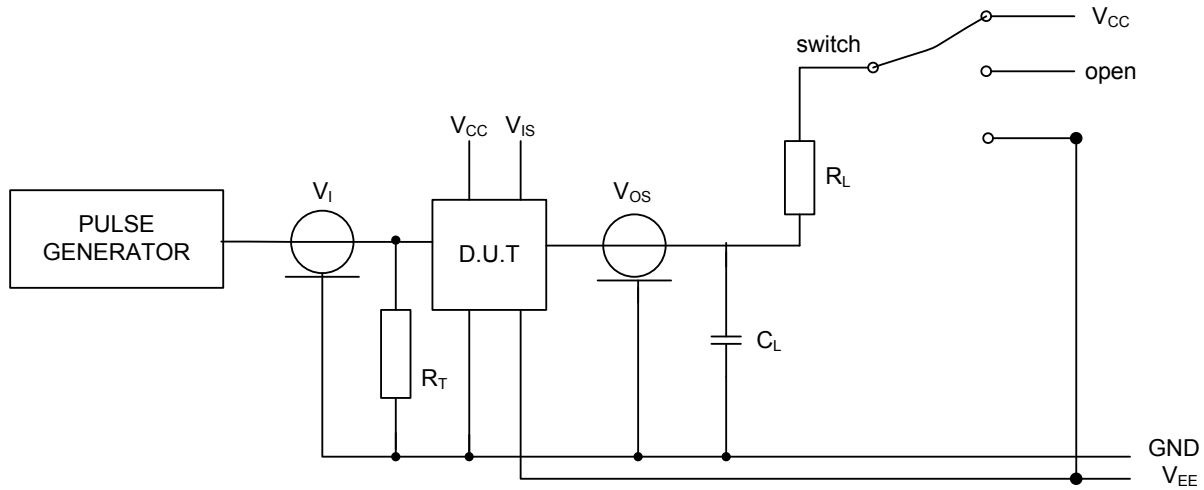 V_CC
switch
open
V_CC V_IS
R_L
V_I
V_OS
PULSE
GENERATOR
D.U.T
C_L
R_T
GND
V_EE